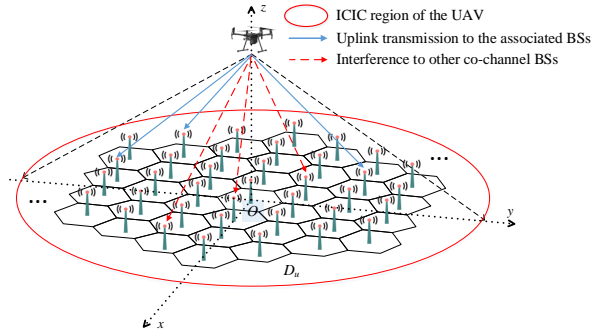 z
ICIC region of the UAV
Uplink transmission to the associated BSs
Interference to other co-channel BSs
...
...
O
y
D_u
x